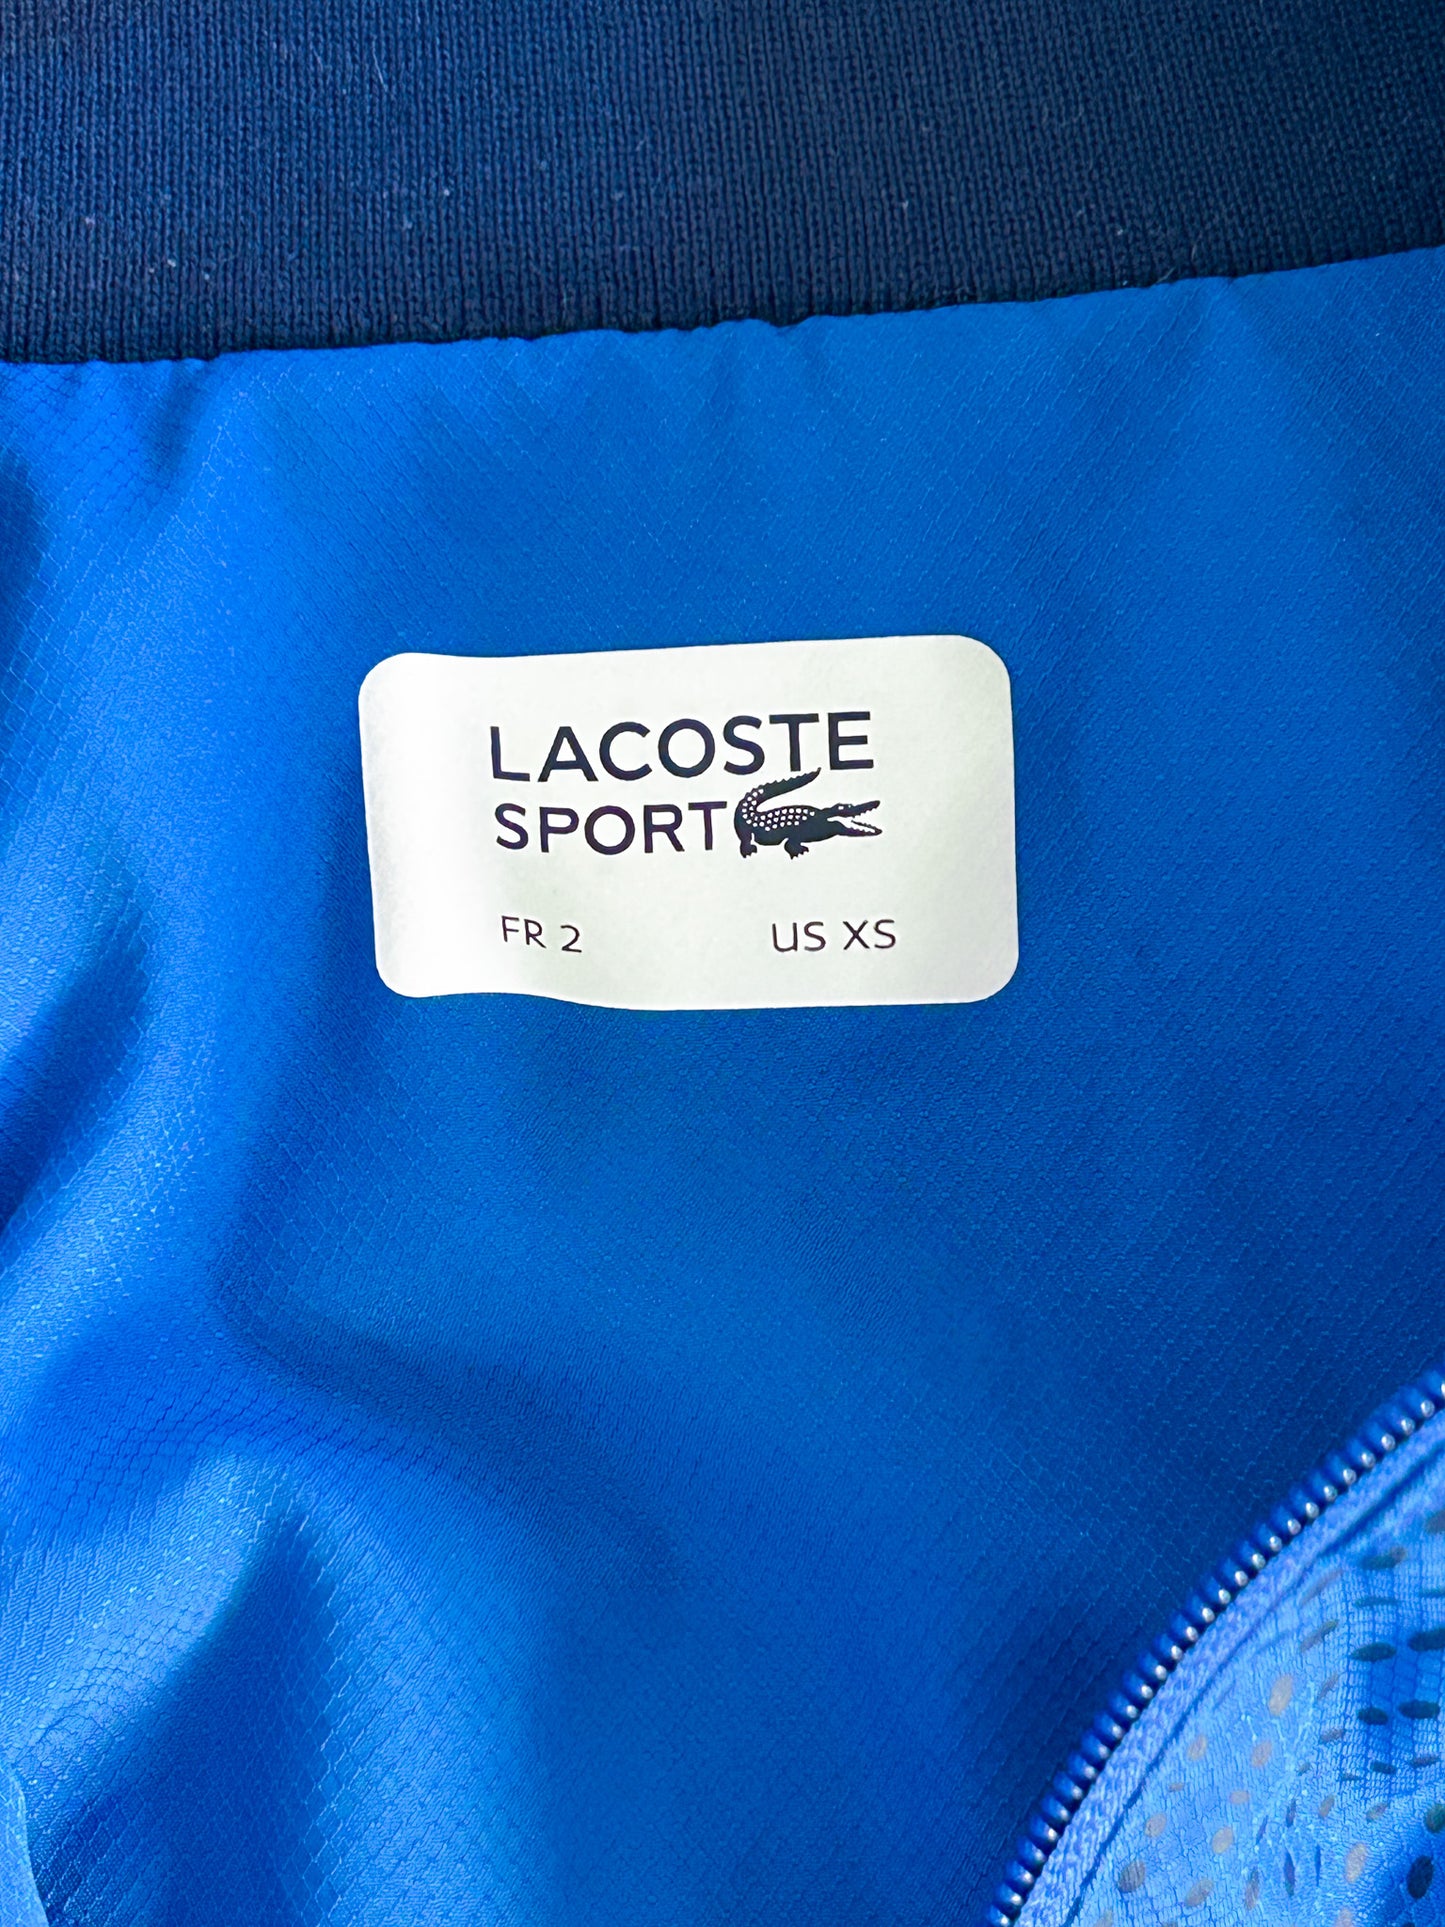 LACOSTE
SPORT
FR 2 US XS